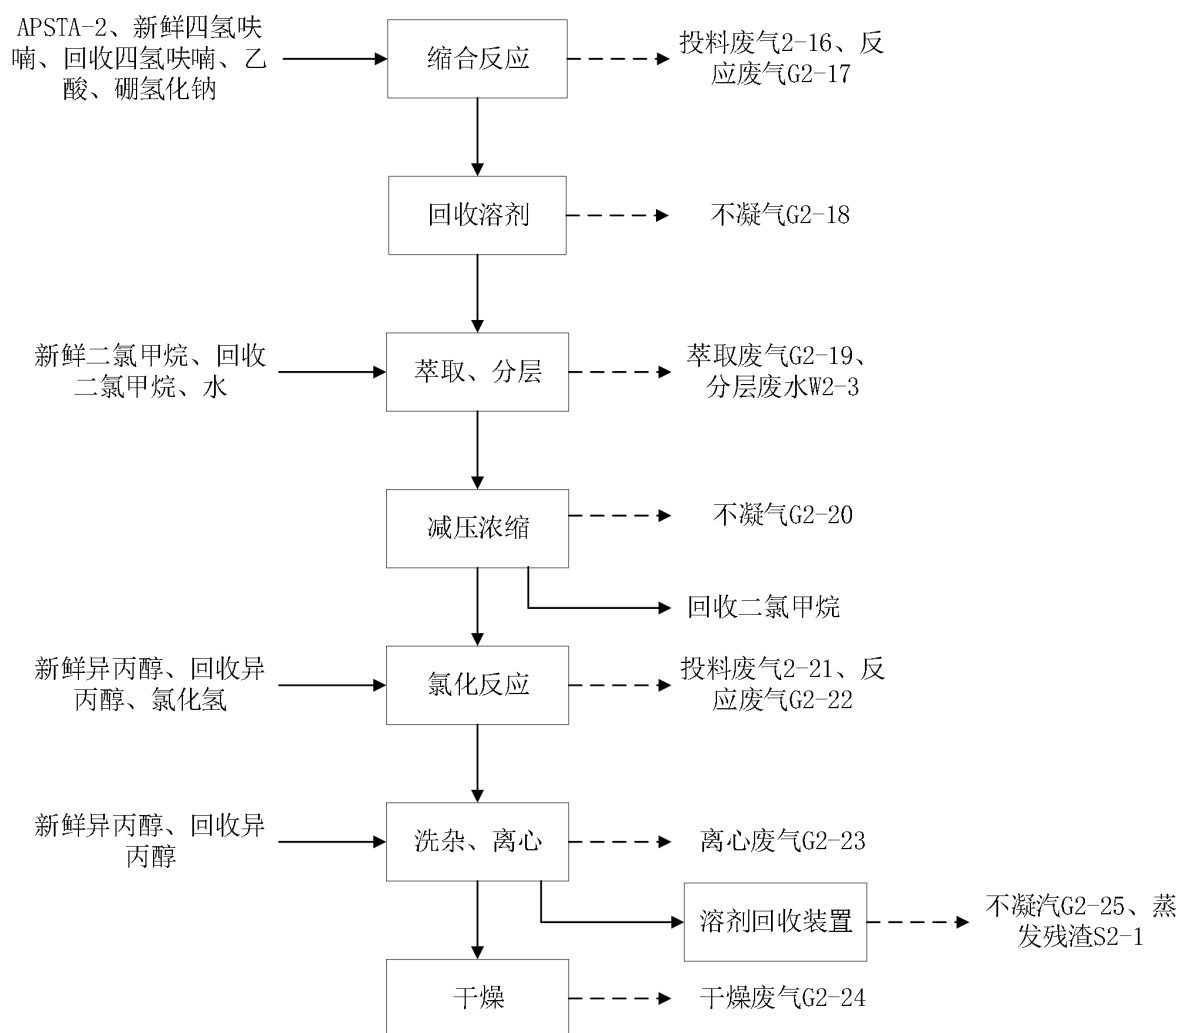 APSTA-2、新鲜四氢呋
喃、回收四氢呋喃、乙
酸、硼氢化钠
缩合反应
投料废气2-16、反
应废气G2-17
回收溶剂
不凝气G2-18
新鲜二氯甲烷、回收
二氯甲烷、水
萃取、分层
萃取废气G2-19、
分层废水W2-3
减压浓缩
不凝气G2-20
回收二氯甲烷
新鲜异丙醇、回收异
丙醇、氯化氢
氯化反应
投料废气2-21、反
应废气G2-22
新鲜异丙醇、回收异
丙醇
洗杂、离心
离心废气G2-23
溶剂回收装置
不凝汽G2-25、蒸
发残渣S2-1
干燥
干燥废气G2-24